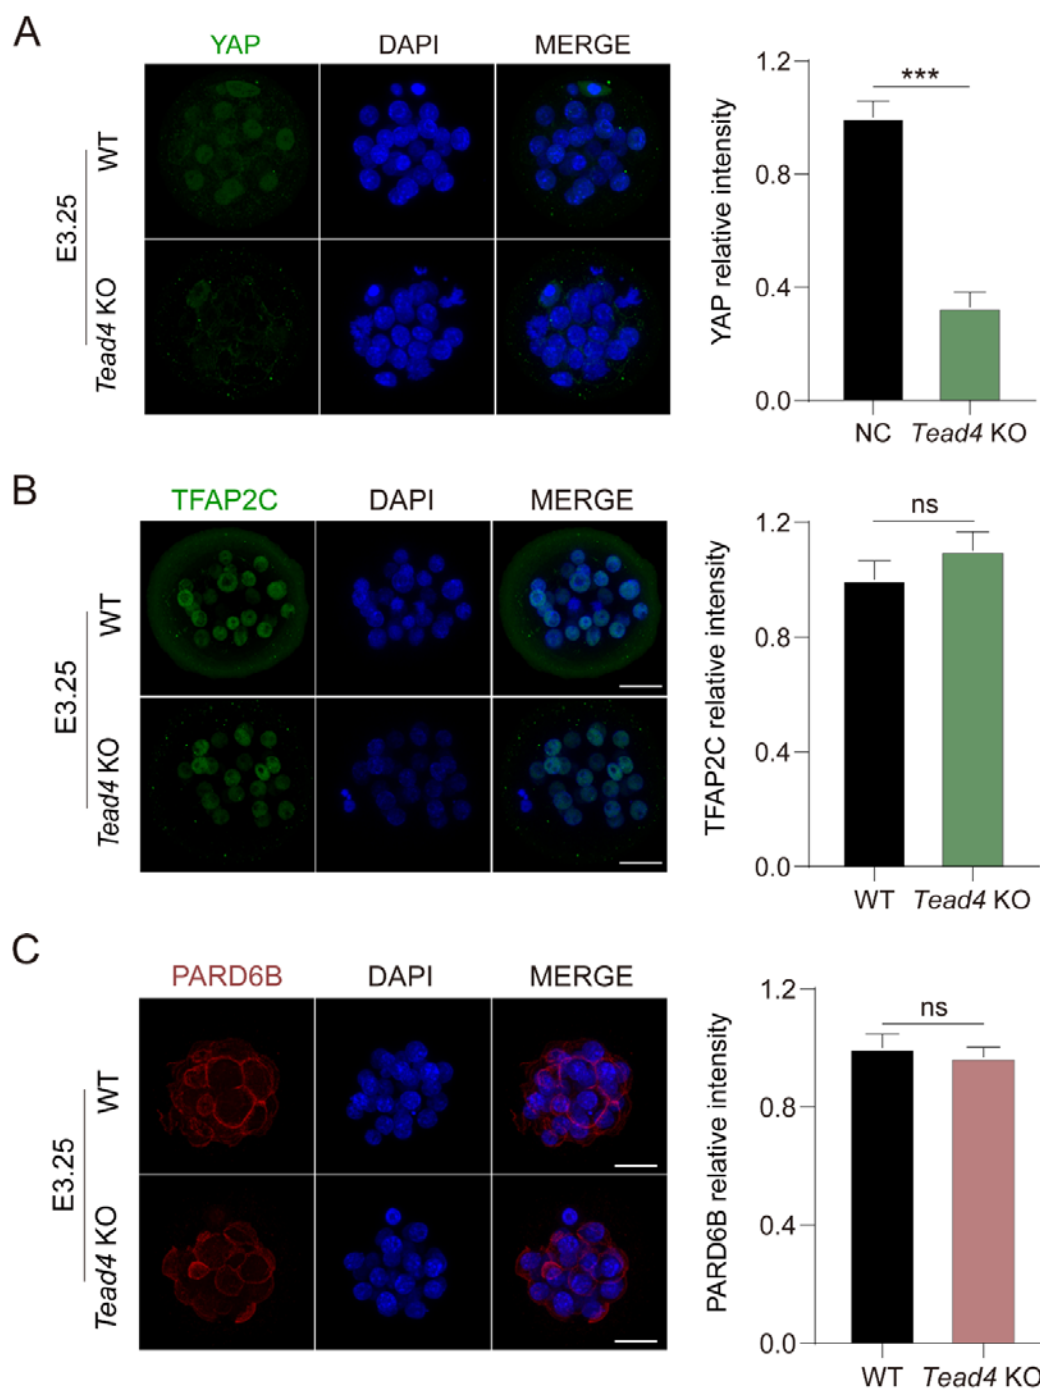 A
YAP DAPI MERGE
E3.25
WT
Tead4 KO
YAP relative intensity
1.2
0.8
0.4
0.0
***
NC Tead4 KO
B
TFAP2C DAPI MERGE
E3.25
WT
Tead4 KO
TFAP2C relative intensity
1.2
0.8
0.4
0.0
ns
WT Tead4 KO
C
PARD6B DAPI MERGE
E3.25
WT
Tead4 KO
PARD6B relative intensity
1.2
0.8
0.4
0.0
ns
WT Tead4 KO